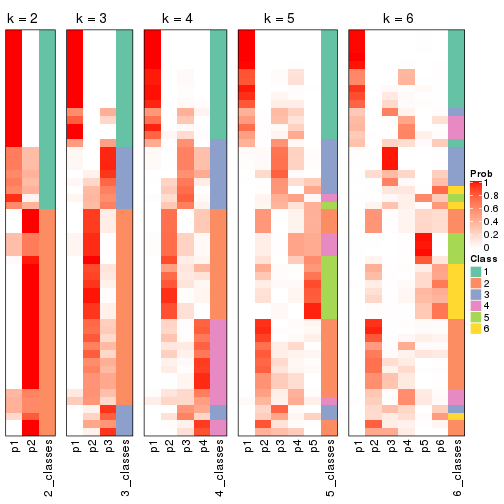 k = 2
k = 3
k = 4
k = 5
k = 6
Prob
1
0.8
0.6
0.4
0.2
0
Class
1
2
3
4
5
6
p1
p2
2_classes
p1
p2
p3
3_classes
p1
p2
p3
p4
4_classes
p1
p2
p3
p4
p5
5_classes
p1
p2
p3
p4
p5
p6
6_classes